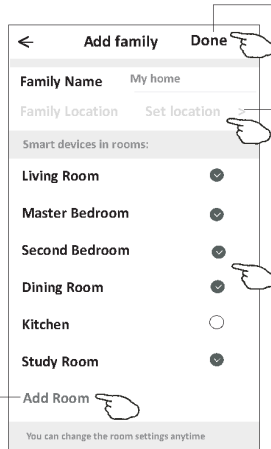 Add family Done
Family Name My home
Family Location Set location >
Smart devices in rooms:
Living Room
Master Bedroom
Second Bedroom
Dining Room
Kitchen
Study Room
Add Room
You can change the room settings anytime